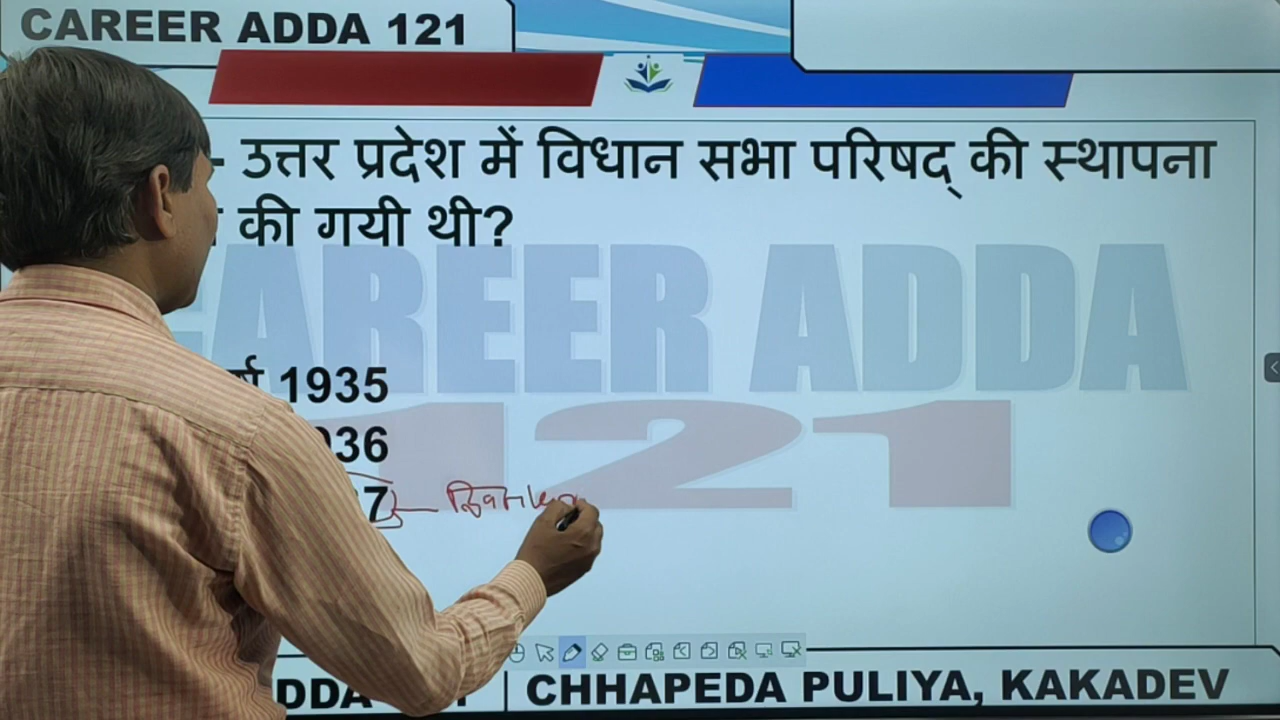 CAREER ADDA 121
- उत्तर प्रदेश में विधान सभा परिषद् की स्थापना
की गयी थी?
CAREER ADDA
121
1935
36
7
CHHAPEDA PULIYA, KAKADEV